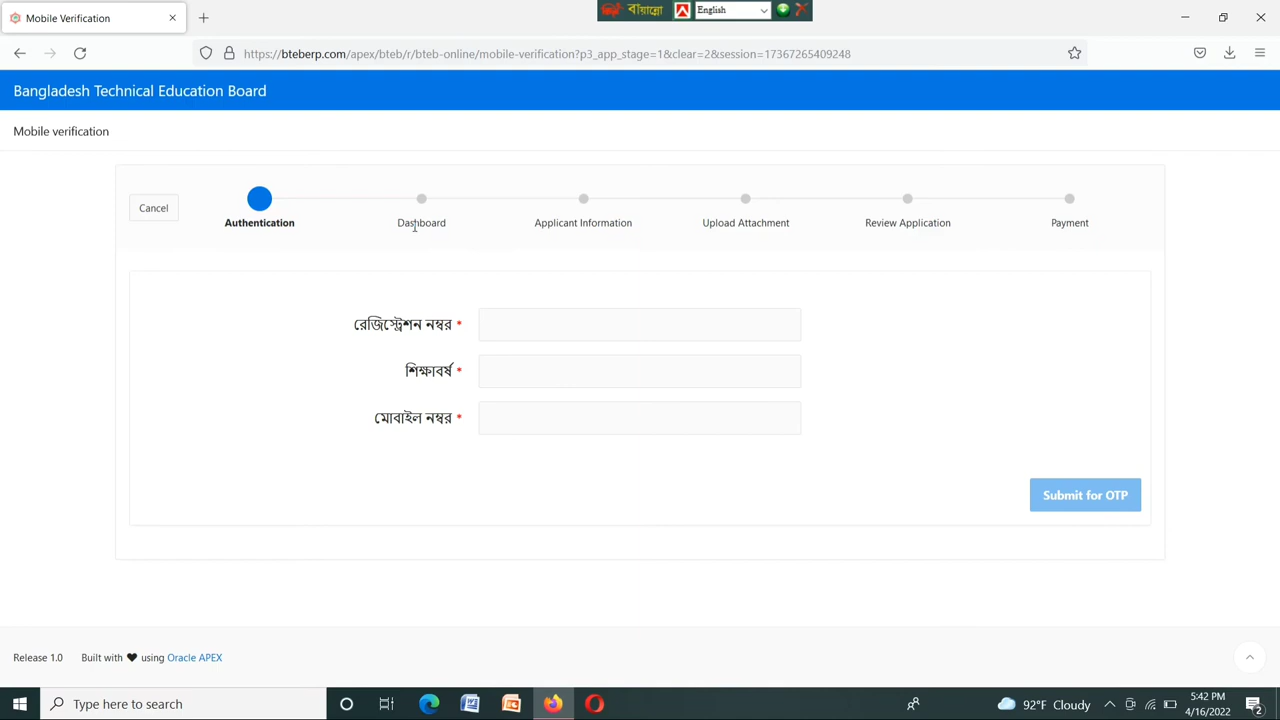 Mobile Verification
বাংলা
English
https://bteberp.com/apex/bteb/r/bteb-online/mobile-verification?p3_app_stage=1&clear=2&session=17367265409248
Bangladesh Technical Education Board
Mobile verification
Cancel
Authentication
Dashboard
Applicant Information
Upload Attachment
Review Application
Payment
রেজিস্ট্রেশন নম্বর *
শিক্ষাবর্ষ *
মোবাইল নম্বর *
Submit for OTP
Release 1.0 Built with ♥ using Oracle APEX
Type here to search
92°F Cloudy
5:42 PM
4/16/2022
2